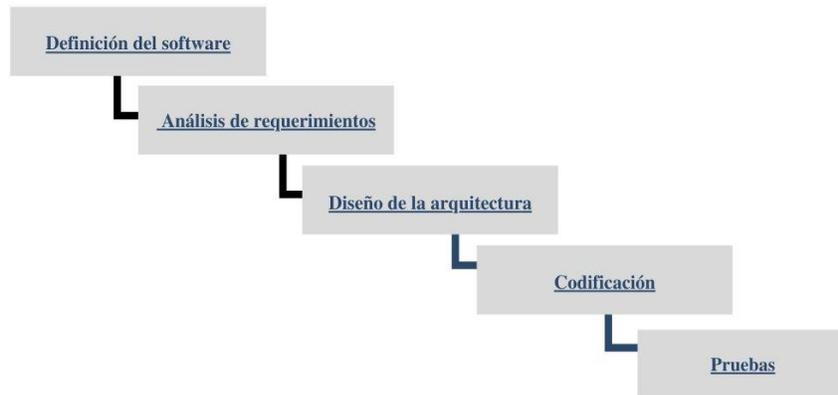 Definición del software
Análisis de requerimientos
Diseño de la arquitectura
Codificación
Pruebas